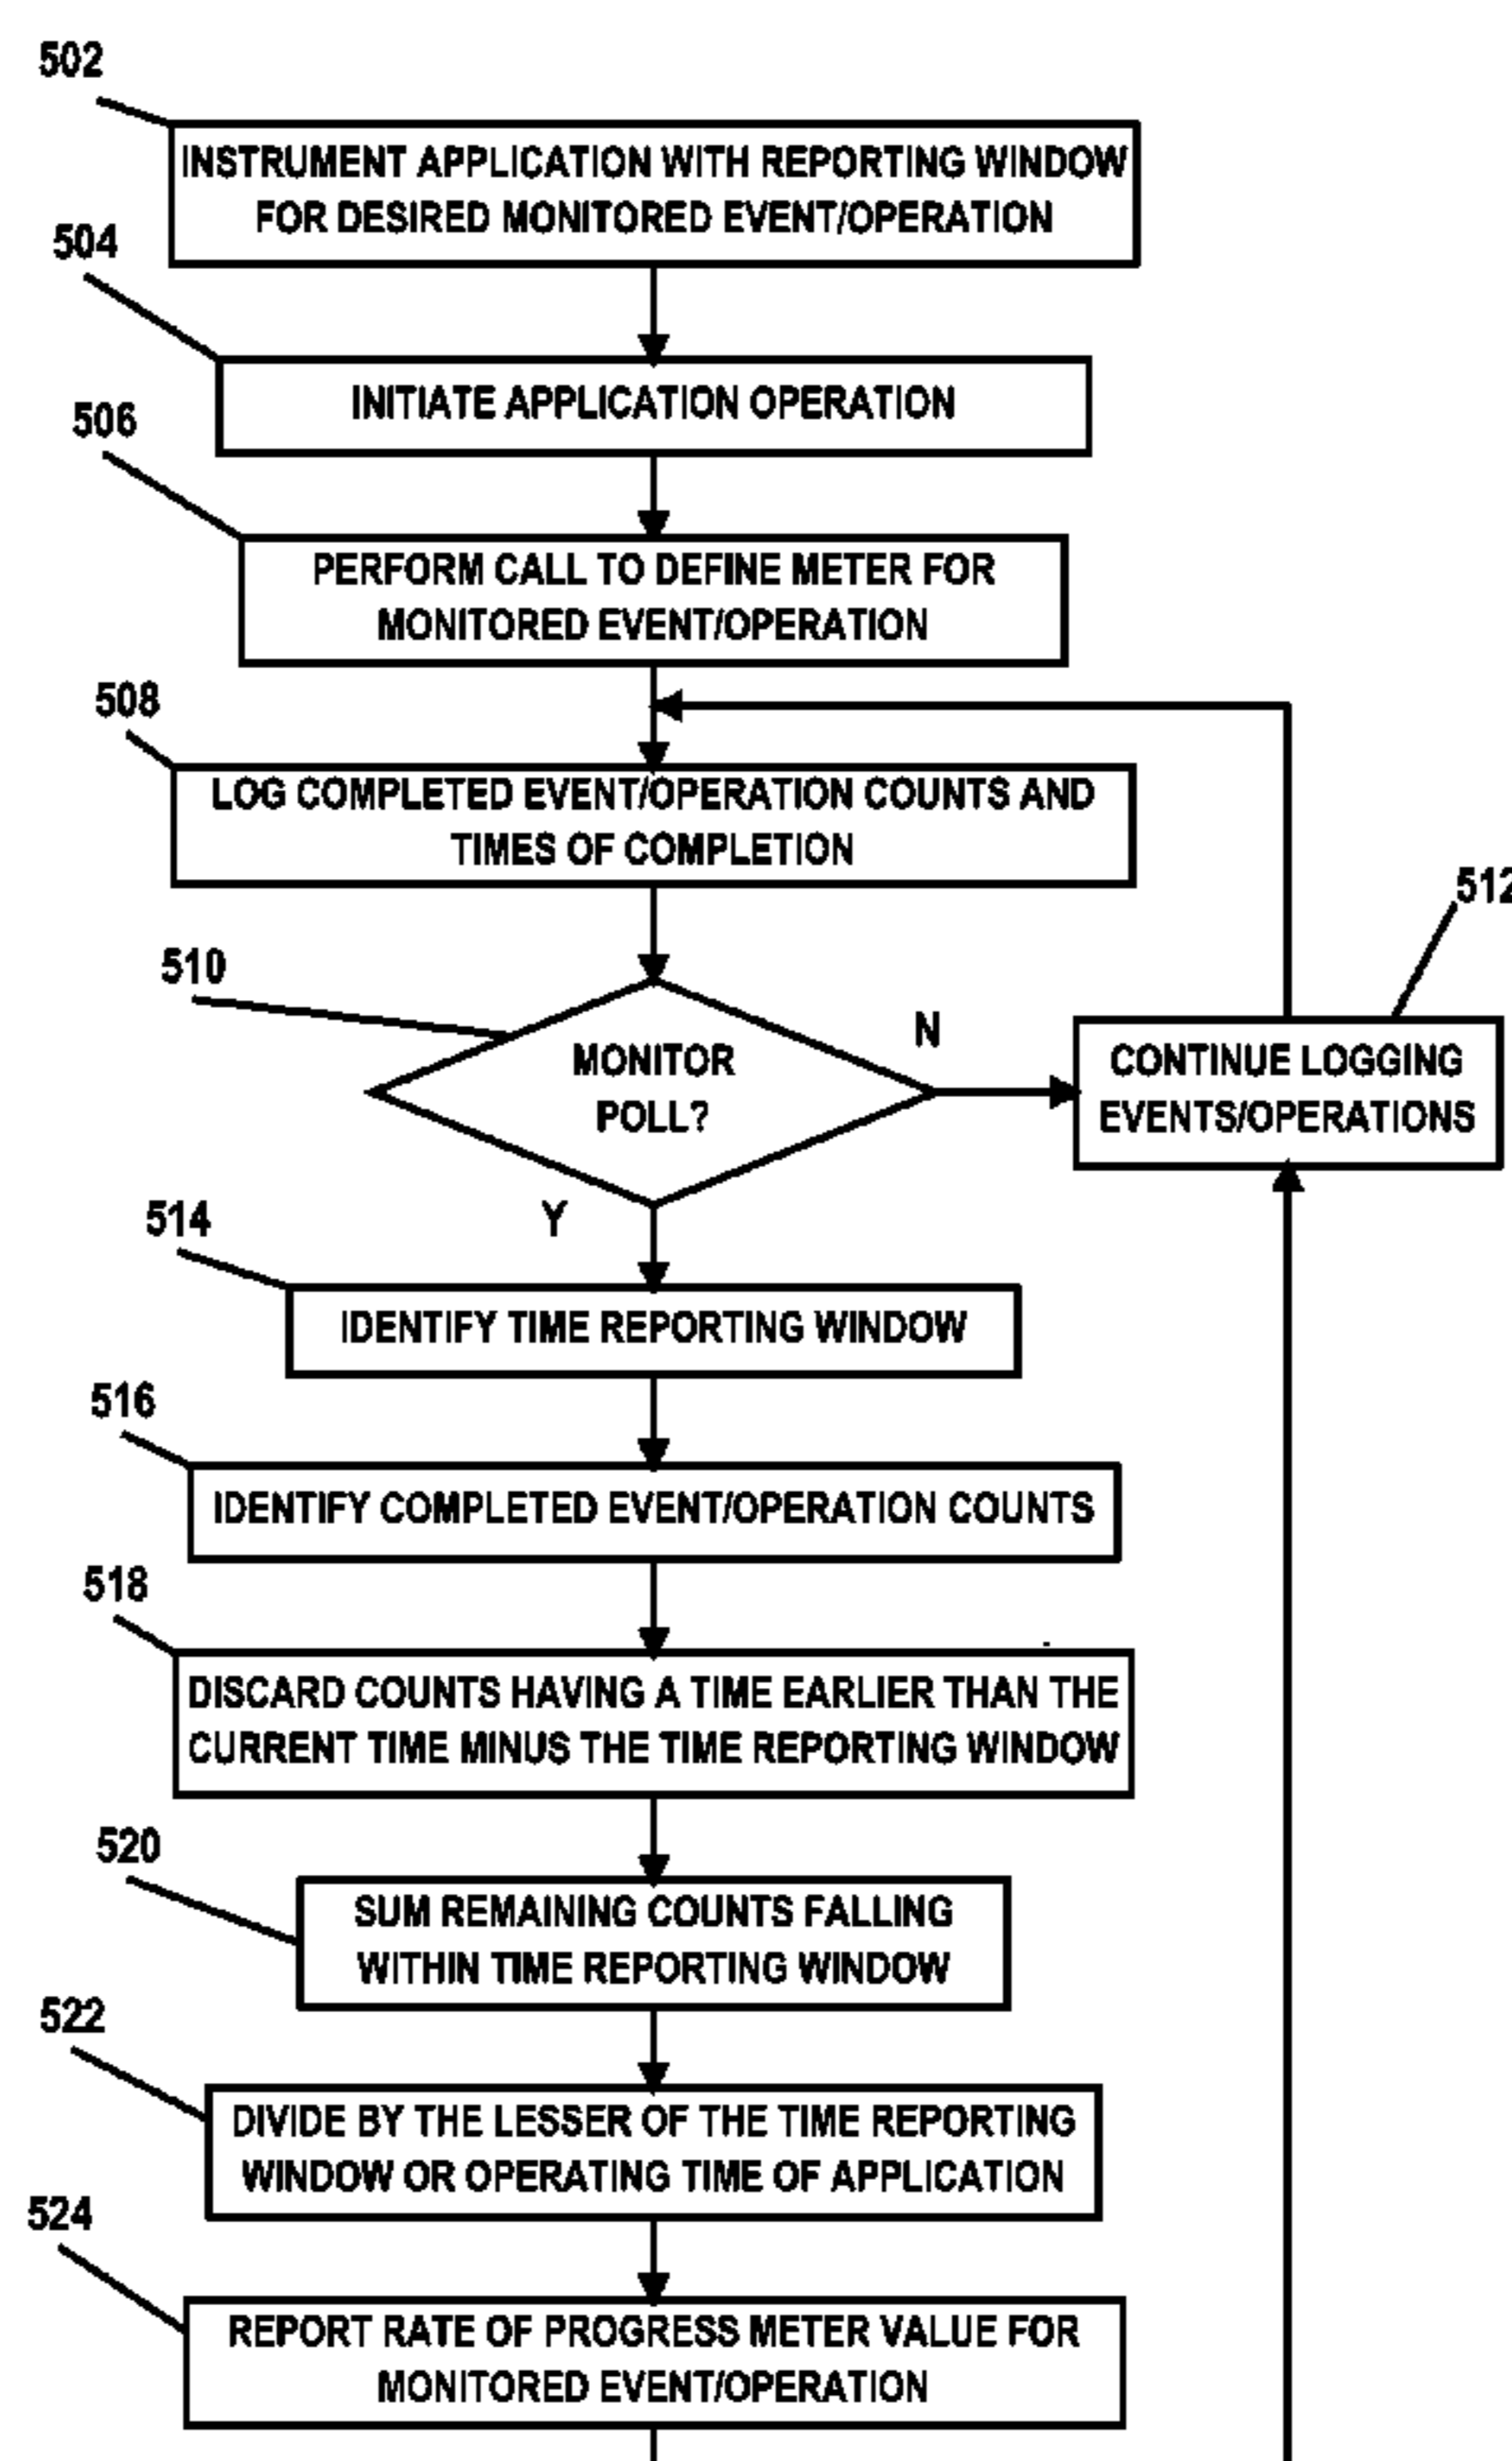 502
INSTRUMENT APPLICATION WITH REPORTING WINDOW
FOR DESIRED MONITORED EVENT/OPERATION
504
INITIATE APPLICATION OPERATION
506
PERFORM CALL TO DEFINE METER FOR
MONITORED EVENT/OPERATION
508
LOG COMPLETED EVENT/OPERATION COUNTS AND
TIMES OF COMPLETION
510
MONITOR
POLL?
N
512
CONTINUE LOGGING
EVENTS/OPERATIONS
Y
514
IDENTIFY TIME REPORTING WINDOW
516
IDENTIFY COMPLETED EVENT/OPERATION COUNTS
518
DISCARD COUNTS HAVING A TIME EARLIER THAN THE
CURRENT TIME MINUS THE TIME REPORTING WINDOW
520
SUM REMAINING COUNTS FALLING
WITHIN TIME REPORTING WINDOW
522
DIVIDE BY THE LESSER OF THE TIME REPORTING
WINDOW OR OPERATING TIME OF APPLICATION
524
REPORT RATE OF PROGRESS METER VALUE FOR
MONITORED EVENT/OPERATION